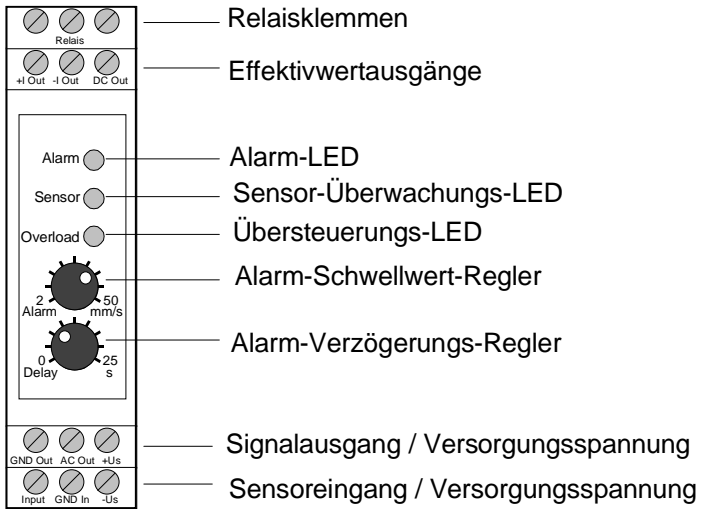 Relaisklemmen
Relais
Effektivwertausgänge
+I Out -I Out DC Out
Alarm Alarm-LED
Sensor Sensor-Überwachungs-LED
Overload Übersteuerungs-LED
Alarm-Schwellwert-Regler
2 50
Alarm mm/s
Alarm-Verzögerungs-Regler
0 25
Delay s
Signalausgang / Versorgungsspannung
GND Out AC Out +Us
Sensoreingang / Versorgungsspannung
Input GND In -Us